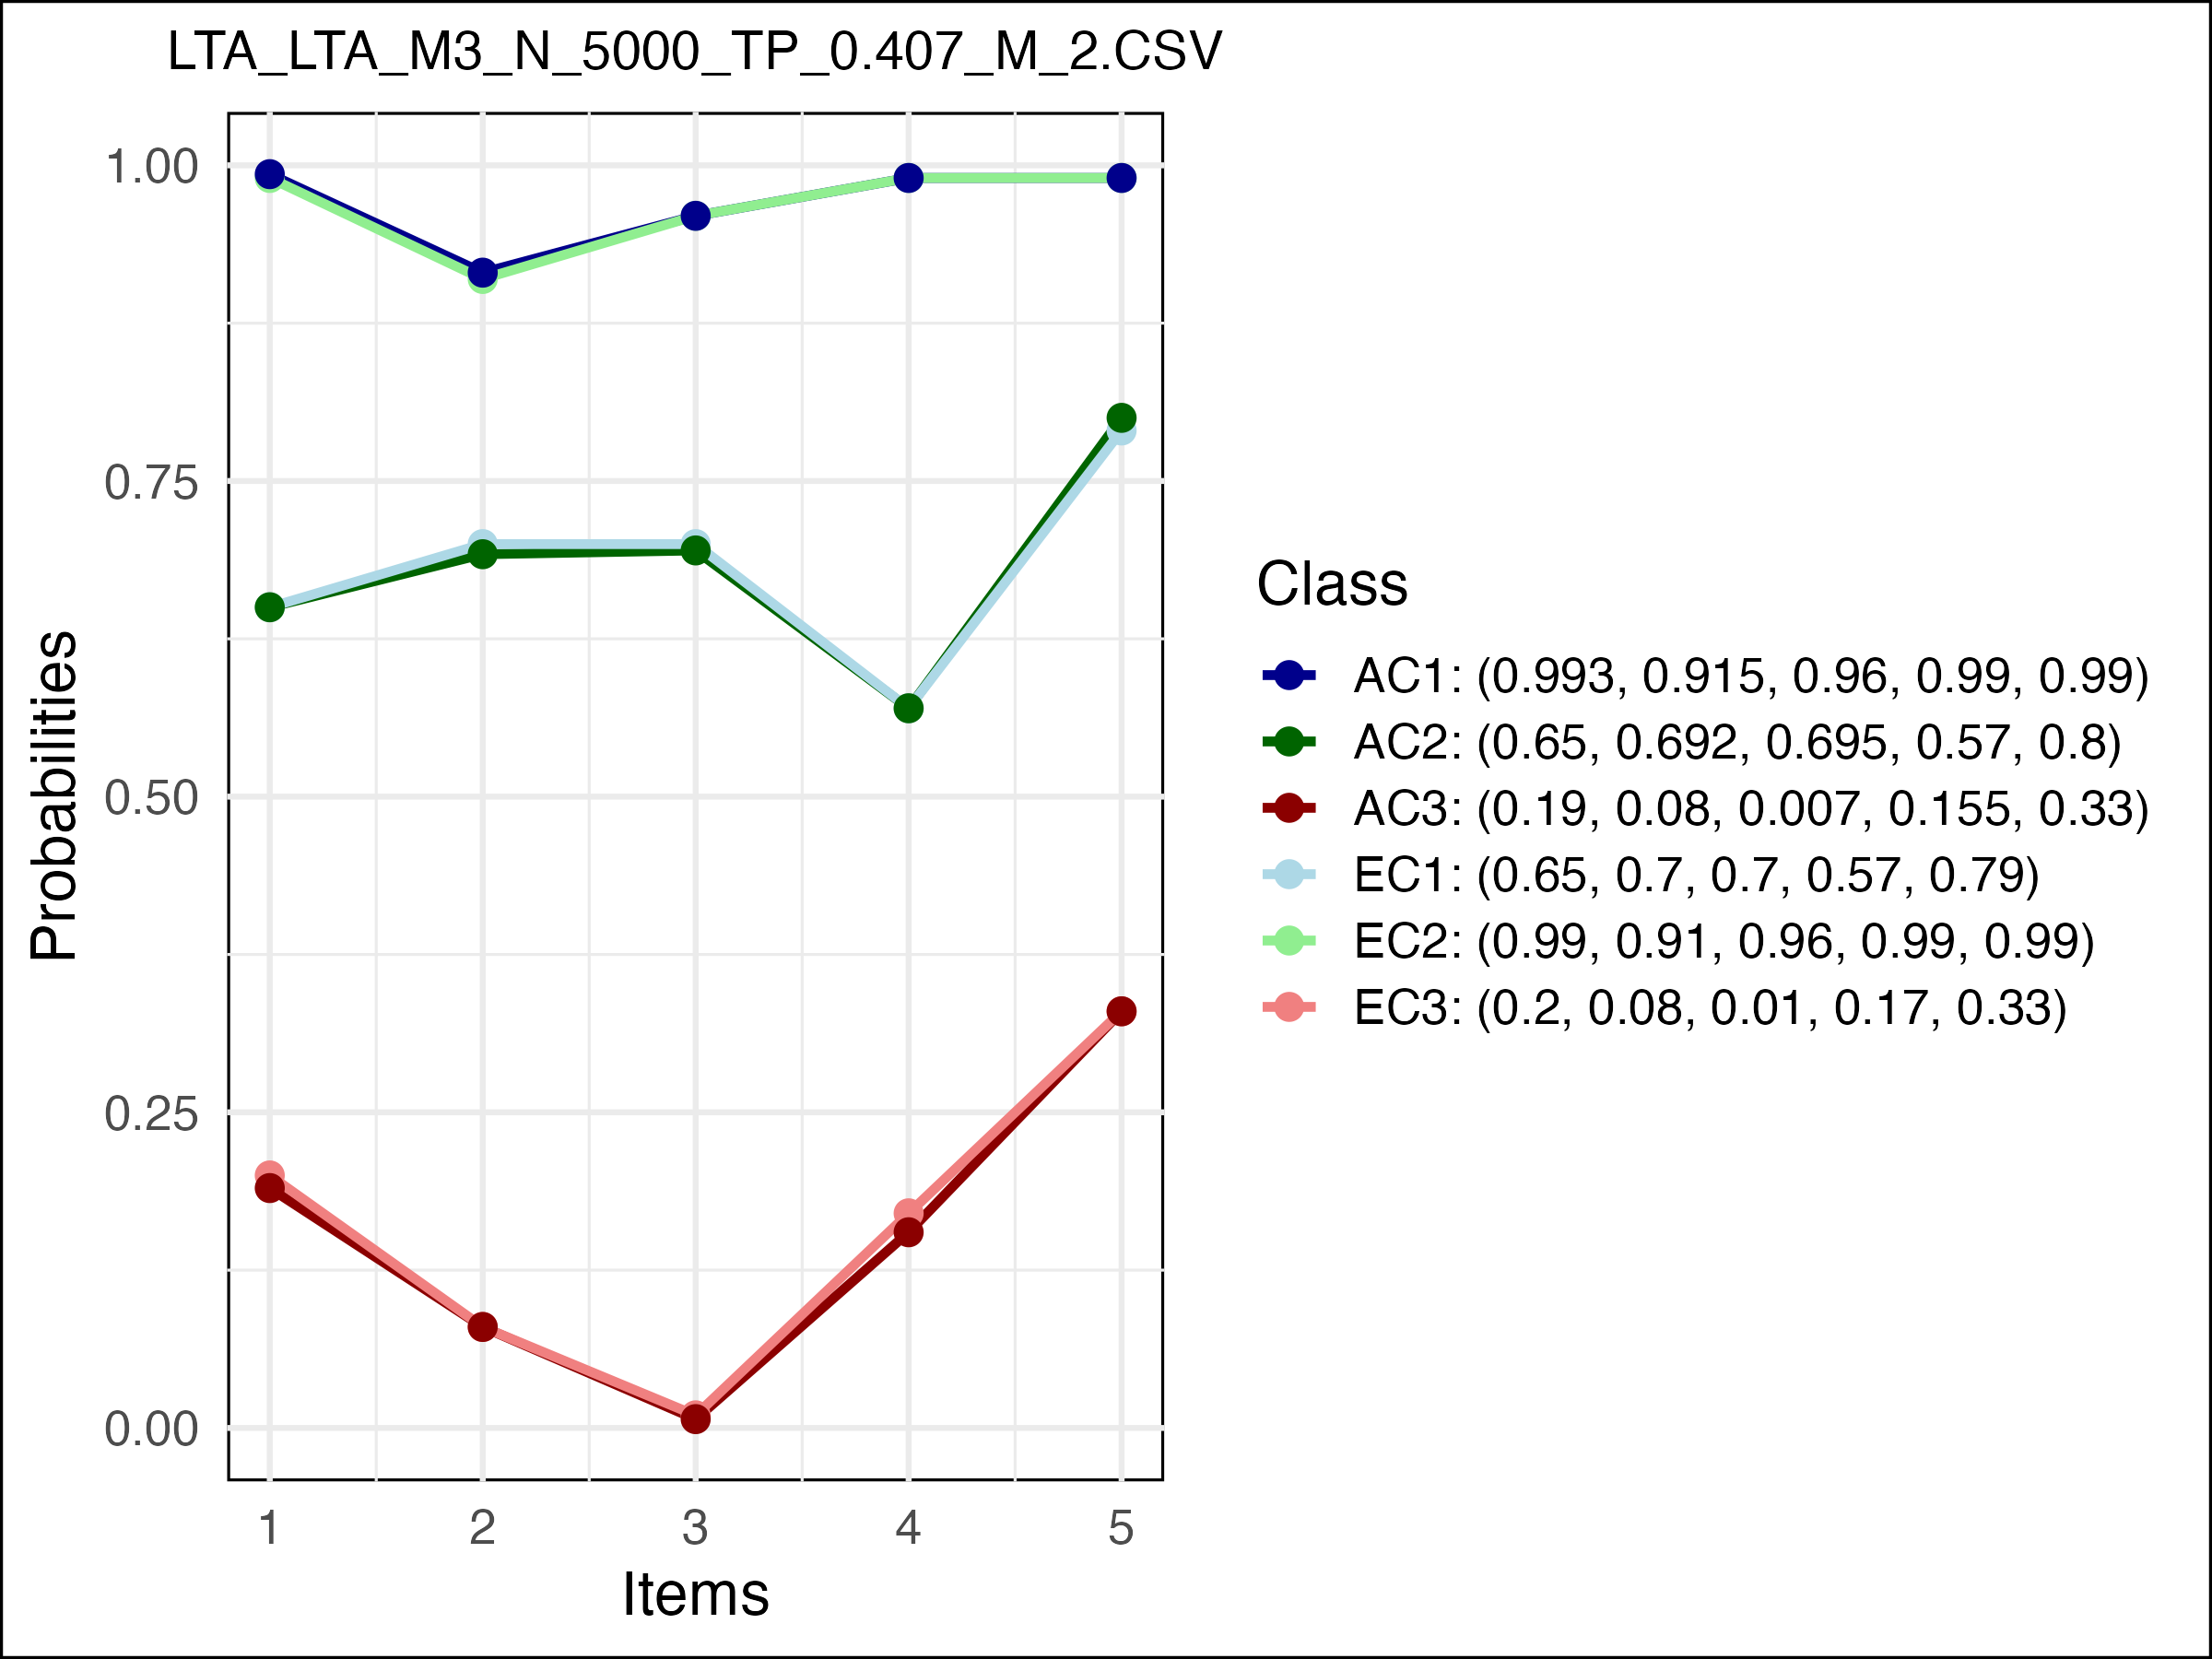 LTA_LTA_M3_N_5000_TP_0.407_M_2.CSV
1.00
0.75
0.50
0.25
0.00
Probabilities
1 2 3 4 5
Items
Class
AC1: (0.993, 0.915, 0.96, 0.99, 0.99)
AC2: (0.65, 0.692, 0.695, 0.57, 0.8)
AC3: (0.19, 0.08, 0.007, 0.155, 0.33)
EC1: (0.65, 0.7, 0.7, 0.57, 0.79)
EC2: (0.99, 0.91, 0.96, 0.99, 0.99)
EC3: (0.2, 0.08, 0.01, 0.17, 0.33)